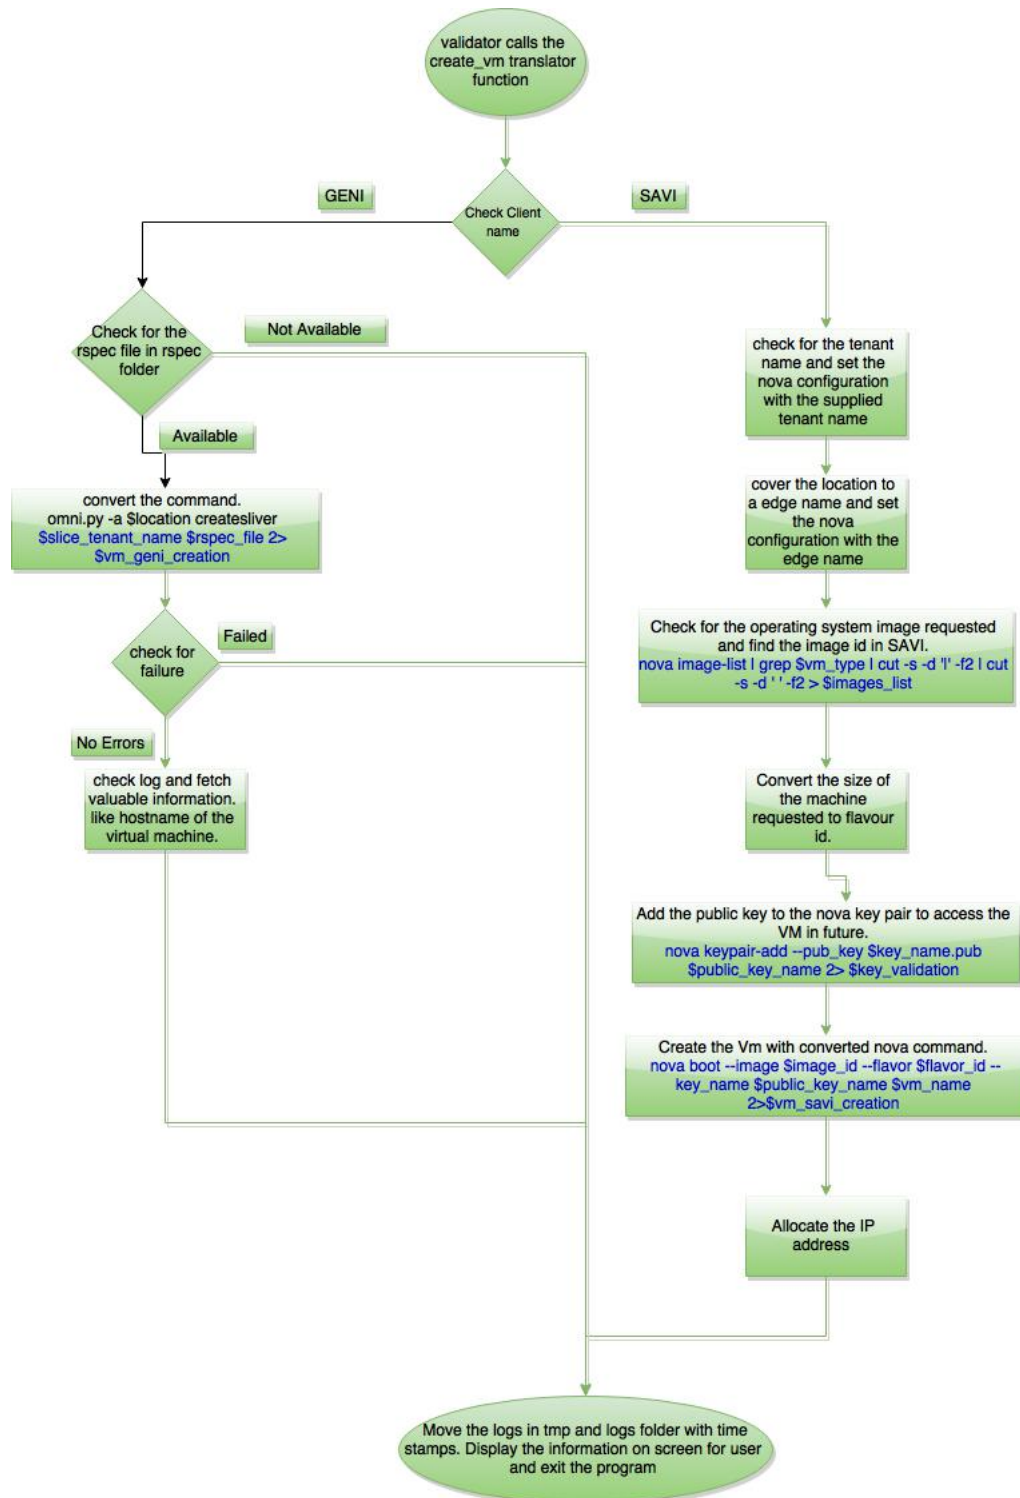 validator calls the
create_vm translator
function
GENI
SAVI
Check Client
name
Check for the
rspec file in rspec
folder
Not Available
Available
convert the command.
omni.py -a $location createsliver
$slice_tenant_name $rspec_file 2>
$vm_geni_creation
check for
failure
Failed
No Errors
check log and fetch
valuable information.
like hostname of the
virtual machine.
check for the tenant
name and set the
nova configuration
with the supplied
tenant name
cover the location to
a edge name and set
the nova
configuration with the
edge name
Check for the operating system image requested
and find the image id in SAVI.
nova image-list | grep $vm_type | cut -s -d '|' -f2 | cut
-s -d ' ' -f2 > $images_list
Convert the size of
the machine
requested to flavour
id.
Add the public key to the nova key pair to access the
VM in future.
nova keypair-add --pub_key $key_name.pub
$public_key_name 2> $key_validation
Create the Vm with converted nova command.
nova boot --image $image_id --flavor $flavor_id --
key_name $public_key_name $vm_name
2>$vm_savi_creation
Allocate the IP
address
Move the logs in tmp and logs folder with time
stamps. Display the information on screen for user
and exit the program